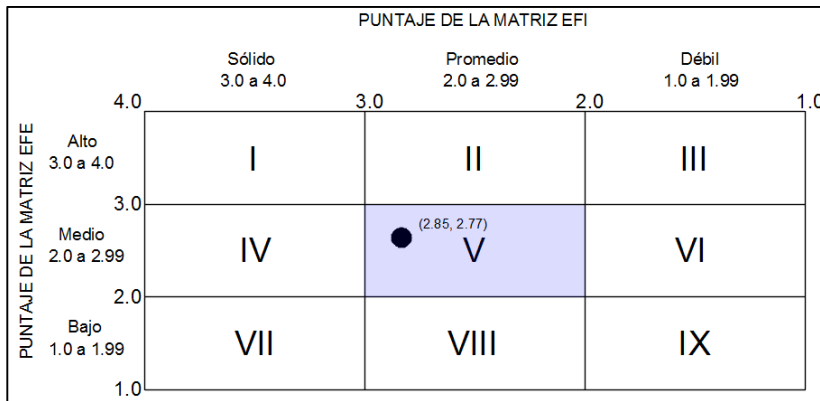 PUNTAJE DE LA MATRIZ EFI
Sólido
3.0 a 4.0
Promedio
2.0 a 2.99
Débil
1.0 a 1.99
4.0
3.0
2.0
1.0
PUNTAJE DE LA MATRIZ EFE
Alto
3.0 a 4.0
I
II
III
3.0
Medio
2.0 a 2.99
IV
(2.85, 2.77)
V
VI
2.0
Bajo
1.0 a 1.99
VII
VIII
IX
1.0